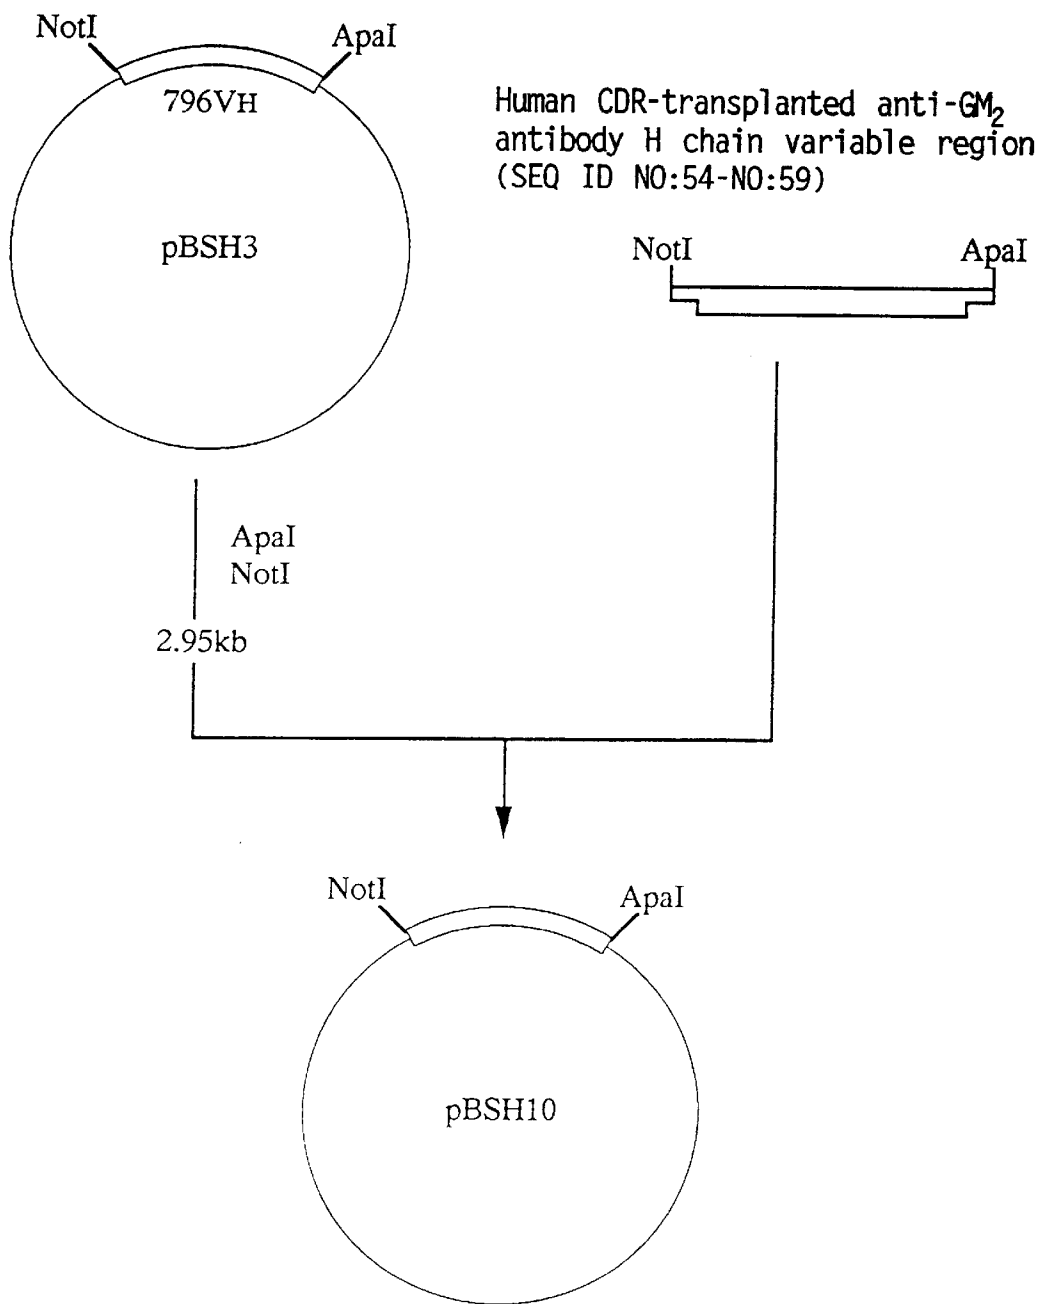 NotI
ApaI
796VH
pBSH3
Human CDR-transplanted anti-GM2
antibody H chain variable region
(SEQ ID NO:54-NO:59)
NotI
ApaI
ApaI
NotI
2.95kb
NotI
ApaI
pBSH10